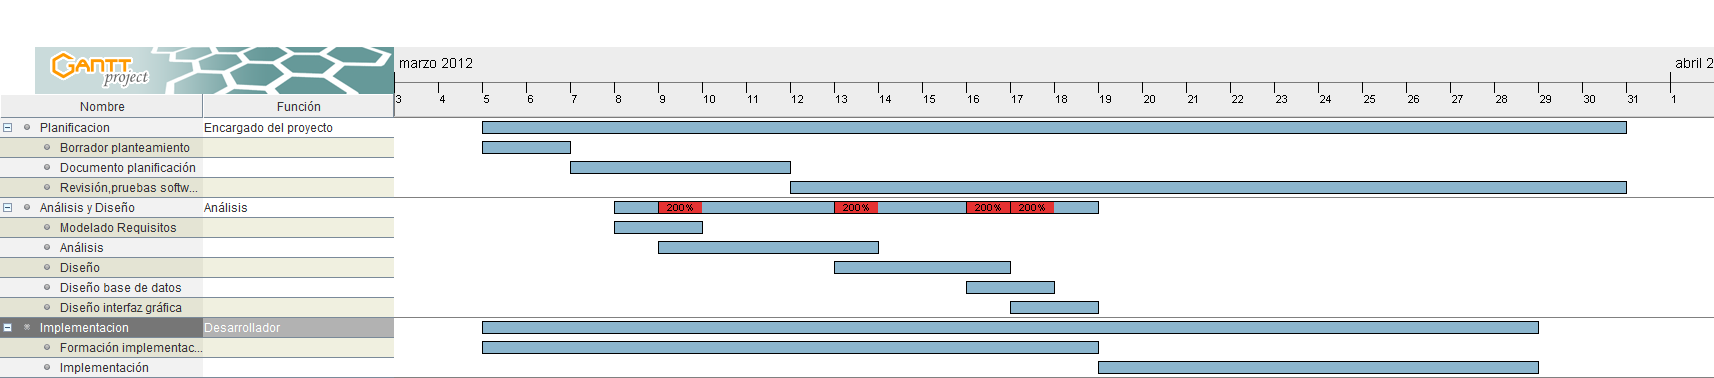 GANTT
project
marzo 2012
abril 2
Nombre Función
3 4 5 6 7 8 9 10 11 12 13 14 15 16 17 18 19 20 21 22 23 24 25 26 27 28 29 30 31 1
Planificacion Encargado del proyecto
Borrador planteamiento
Documento planificación
Revisión,pruebas softw...
Análisis y Diseño Análisis 200% 200% 200% 200%
Modelado Requisitos
Análisis
Diseño
Diseño base de datos
Diseño interfaz gráfica
Implementacion Desarrollador
Formación implementac...
Implementación